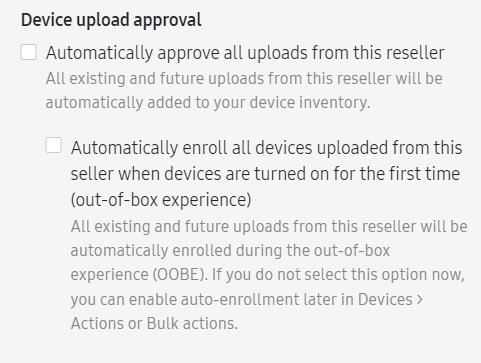 Device upload approval
Automatically approve all uploads from this reseller
All existing and future uploads from this reseller will be
automatically added to your device inventory.
Automatically enroll all devices uploaded from this
seller when devices are turned on for the first time
(out-of-box experience)
All existing and future uploads from this reseller will be
automatically enrolled during the out-of-box
experience (OOBE). If you do not select this option now,
you can enable auto-enrollment later in Devices >
Actions or Bulk actions.